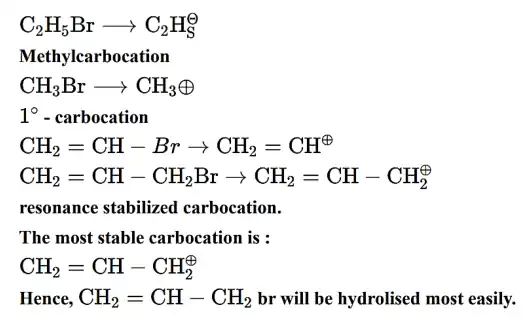 C₂H₅Br ⟶ C₂H_S^⊖
Methylcarbocation
CH₃Br ⟶ CH₃⊕
1° - carbocation
CH₂ = CH − Br → CH₂ = CH^⊕
CH₂ = CH − CH₂Br → CH₂ = CH − CH₂^⊕
resonance stabilized carbocation.
The most stable carbocation is :
CH₂ = CH − CH₂^⊕
Hence, CH₂ = CH − CH₂ br will be hydrolised most easily.